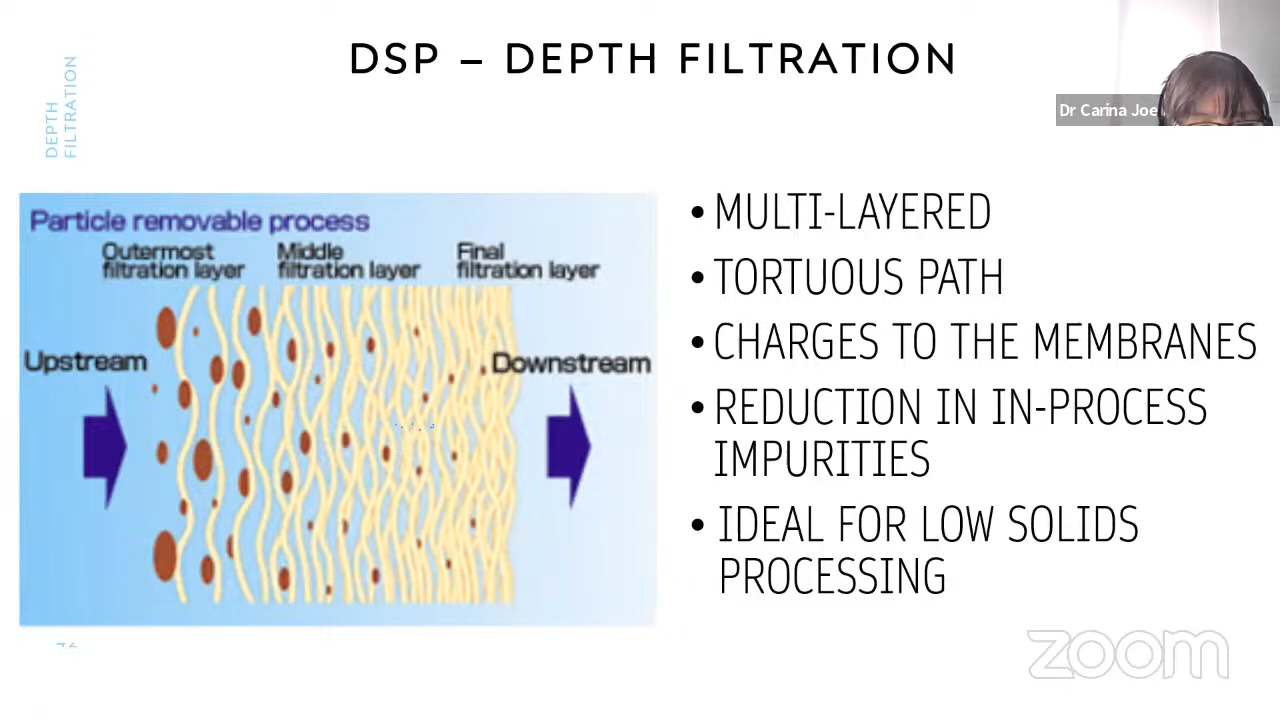 DSP – DEPTH FILTRATION
DEPTH
FILTRATION
Dr Carina Joe
Particle removable process
Outermost
filtration layer
Middle
filtration layer
Final
filtration layer
Upstream
Downstream
• MULTI-LAYERED
• TORTUOUS PATH
• CHARGES TO THE MEMBRANES
• REDUCTION IN IN-PROCESS
IMPURITIES
• IDEAL FOR LOW SOLIDS
PROCESSING
zoom